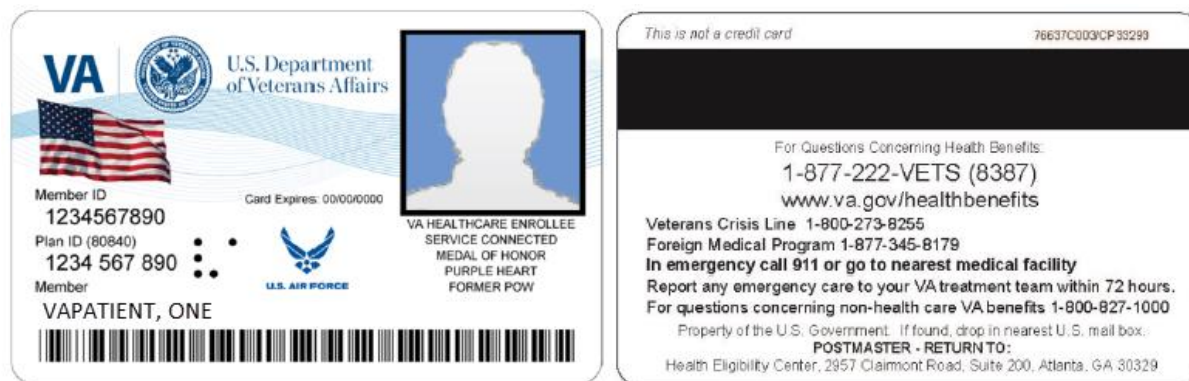 VA
U.S. Department
of Veterans Affairs
Member ID
1234567890
Card Expires: 00/00/0000
Plan ID (80840)
1234 567 890
Member
VAPATIENT, ONE
U.S. AIR FORCE
VA HEALTHCARE ENROLLEE
SERVICE CONNECTED
MEDAL OF HONOR
PURPLE HEART
FORMER POW
This is not a credit card
76637C003/CP33293
For Questions Concerning Health Benefits:
1-877-222-VETS (8387)
www.va.gov/healthbenefits
Veterans Crisis Line 1-800-273-8255
Foreign Medical Program 1-877-345-8179
In emergency call 911 or go to nearest medical facility
Report any emergency care to your VA treatment team within 72 hours.
For questions concerning non-health care VA benefits 1-800-827-1000
Property of the U.S. Government. If found, drop in nearest U.S. mail box.
POSTMASTER - RETURN TO:
Health Eligibility Center, 2957 Clairmont Road, Suite 200, Atlanta, GA 30329